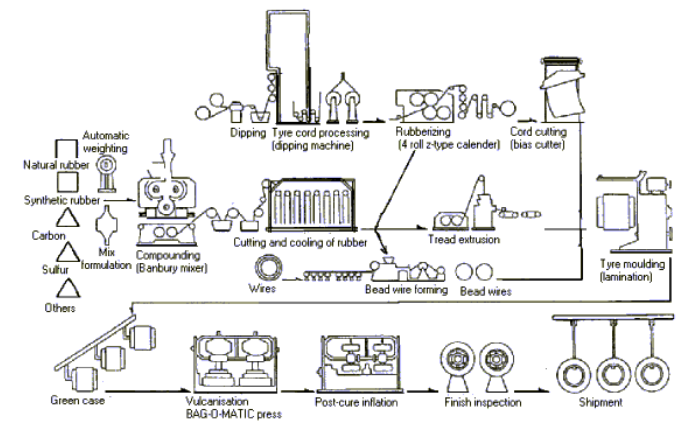 Dipping
Tyre cord processing
(dipping machine)
Rubberizing
(4 roll z-type calender)
Cord cutting
(bias cutter)
Automatic
weighting
Natural rubber
Synthetic rubber
Carbon
Mix
formulation
Sulfur
Others
Compounding
(Banbury mixer)
Cutting and cooling of rubber
Tread extrusion
Tyre moulding
(lamination)
Wires
Bead wire forming
Bead wires
Green case
Vulcanisation
BAG-O-MATIC press
Post-cure inflation
Finish inspection
Shipment